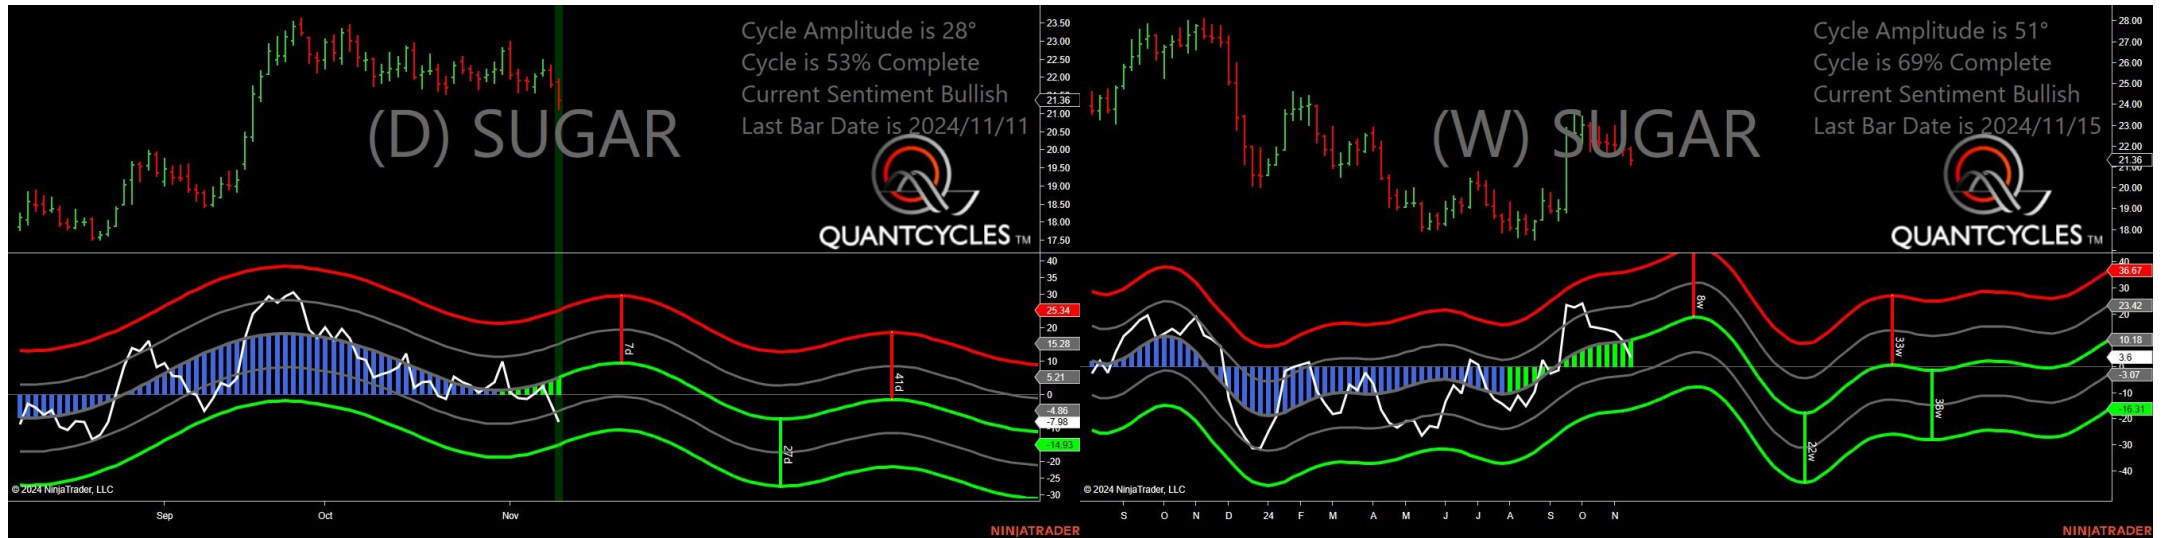 Cycle Amplitude is 28°
Cycle is 53% Complete
Current Sentiment Bullish
Last Bar Date is 2024/11/11
(D) SUGAR
QUANTCYCLES TM
23.50
23.00
22.50
22.00
21.36
21.00
20.50
20.00
19.50
19.00
18.50
18.00
17.50
40
35
30
25.34
20
15.28
10
5.21
0
-4.86
-7.98
-14.93
-20
-25
-30
7d
27d
41d
© 2024 NinjaTrader, LLC
Sep Oct Nov
NINJATRADER
Cycle Amplitude is 51°
Cycle is 69% Complete
Current Sentiment Bullish
Last Bar Date is 2024/11/15
(W) SUGAR
QUANTCYCLES TM
28.00
27.00
26.00
25.00
24.00
23.00
22.00
21.36
21.00
20.00
19.00
18.00
40
36.67
23.42
20
10.18
3.6
0
-3.07
-10
-16.31
-20
-30
-40
8w
22w
33w
38w
© 2024 NinjaTrader, LLC
S O N D 24 F M A M J J A S O N
NINJATRADER